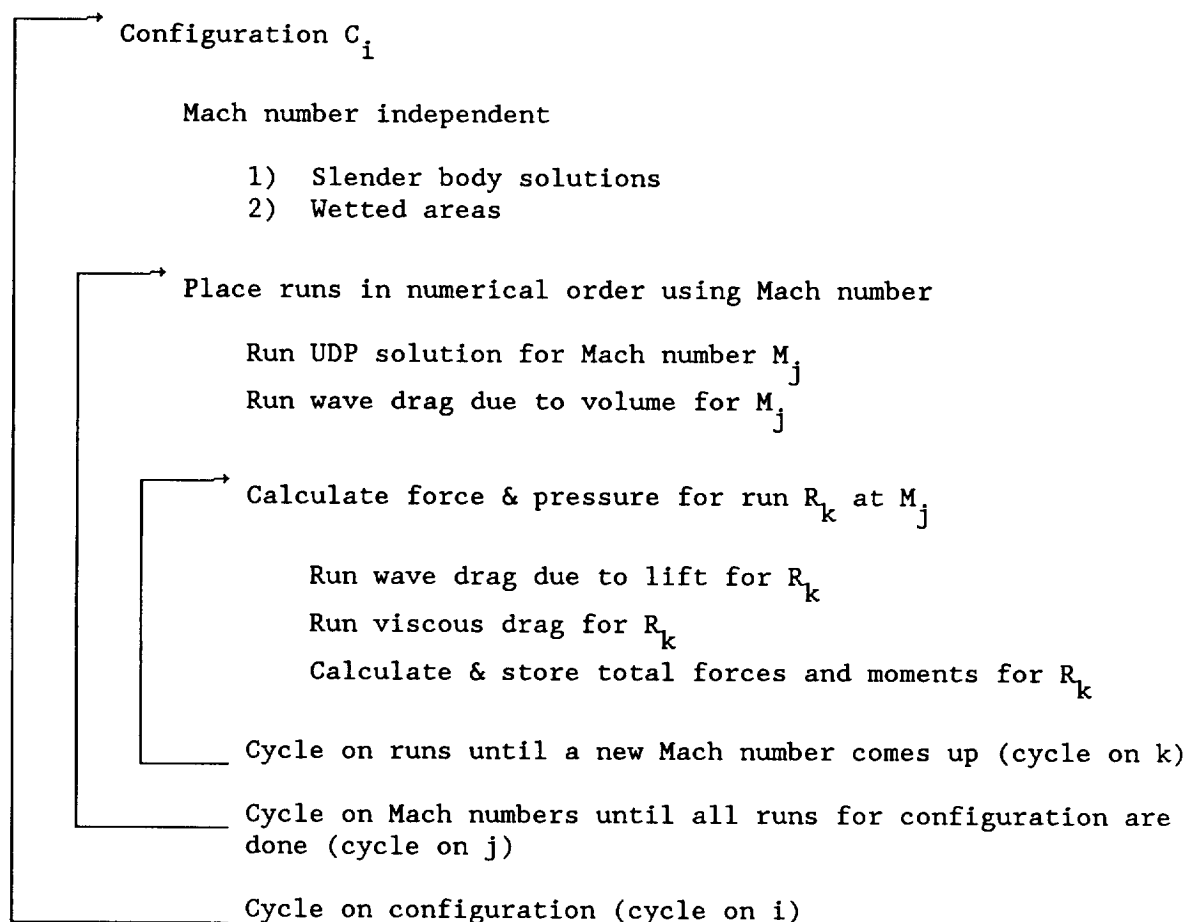 Configuration C_i
Mach number independent
1) Slender body solutions
2) Wetted areas
Place runs in numerical order using Mach number
Run UDP solution for Mach number M_j
Run wave drag due to volume for M_j
Calculate force & pressure for run R_k at M_j
Run wave drag due to lift for R_k
Run viscous drag for R_k
Calculate & store total forces and moments for R_k
Cycle on runs until a new Mach number comes up (cycle on k)
Cycle on Mach numbers until all runs for configuration are
done (cycle on j)
Cycle on configuration (cycle on i)